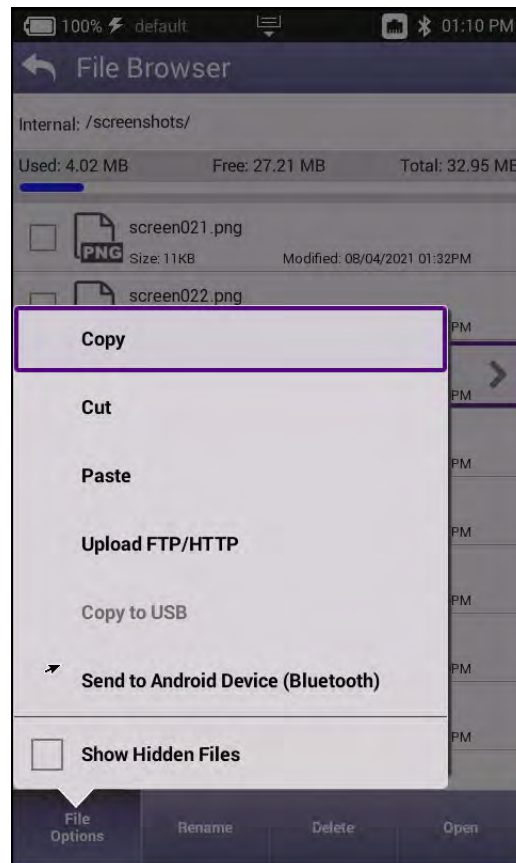 100% default 01:10 PM
File Browser
Internal: /screenshots/
Used: 4.02 MB Free: 27.21 MB Total: 32.95 MB
screen021.png
PNG Size: 11KB Modified: 08/04/2021 01:32PM
screen022.png
PM
Copy
PM
Cut
PM
Paste
PM
Upload FTP/HTTP
PM
Copy to USB
PM
Send to Android Device (Bluetooth)
PM
Show Hidden Files
File
Options Rename Delete Open